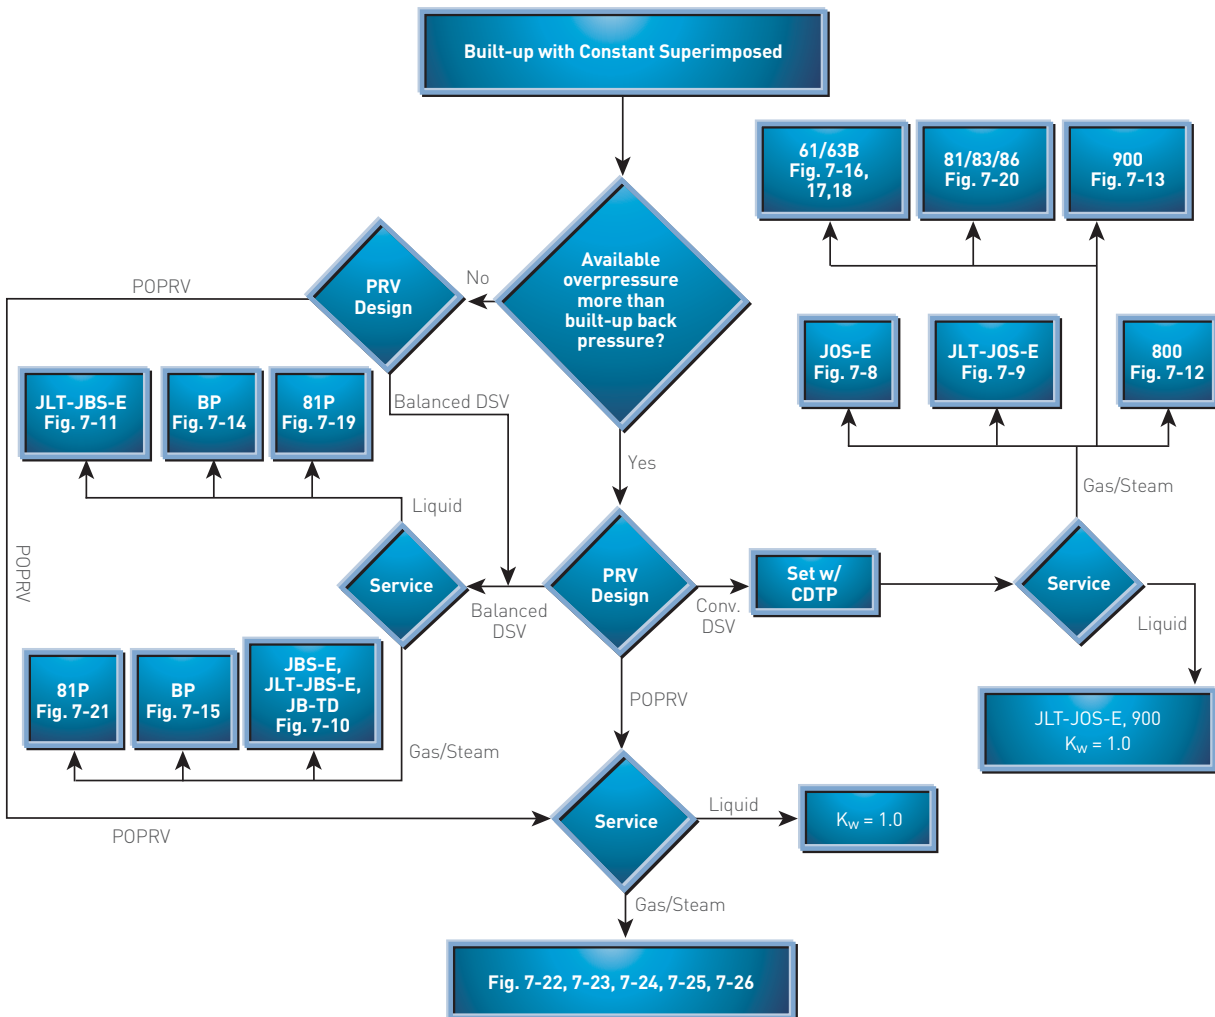 Built-up with Constant Superimposed
61/63B
Fig. 7-16,
17,18
81/83/86
Fig. 7-20
900
Fig. 7-13
Available
overpressure
more than
built-up back
pressure?
No
PRV
Design
POPRV
JOS-E
Fig. 7-8
JLT-JOS-E
Fig. 7-9
800
Fig. 7-12
JLT-JBS-E
Fig. 7-11
BP
Fig. 7-14
81P
Fig. 7-19
Balanced DSV
Yes
Gas/Steam
Liquid
POPRV
Service
Balanced
DSV
PRV
Design
Conv.
DSV
Set w/
CDTP
Service
Liquid
81P
Fig. 7-21
BP
Fig. 7-15
JBS-E,
JLT-JBS-E,
JB-TD
Fig. 7-10
Gas/Steam
POPRV
JLT-JOS-E, 900
Kw = 1.0
POPRV
Service
Liquid
Kw = 1.0
Gas/Steam
Fig. 7-22, 7-23, 7-24, 7-25, 7-26